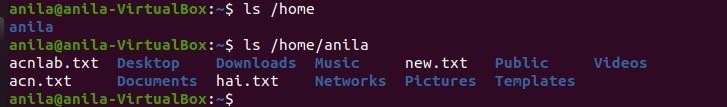 anila@anila-VirtualBox:~$ ls /home
anila
anila@anila-VirtualBox:~$ ls /home/anila
acnlab.txt  Desktop    Downloads  Music     new.txt   Public     Videos
acn.txt     Documents  hai.txt    Networks  Pictures  Templates
anila@anila-VirtualBox:~$